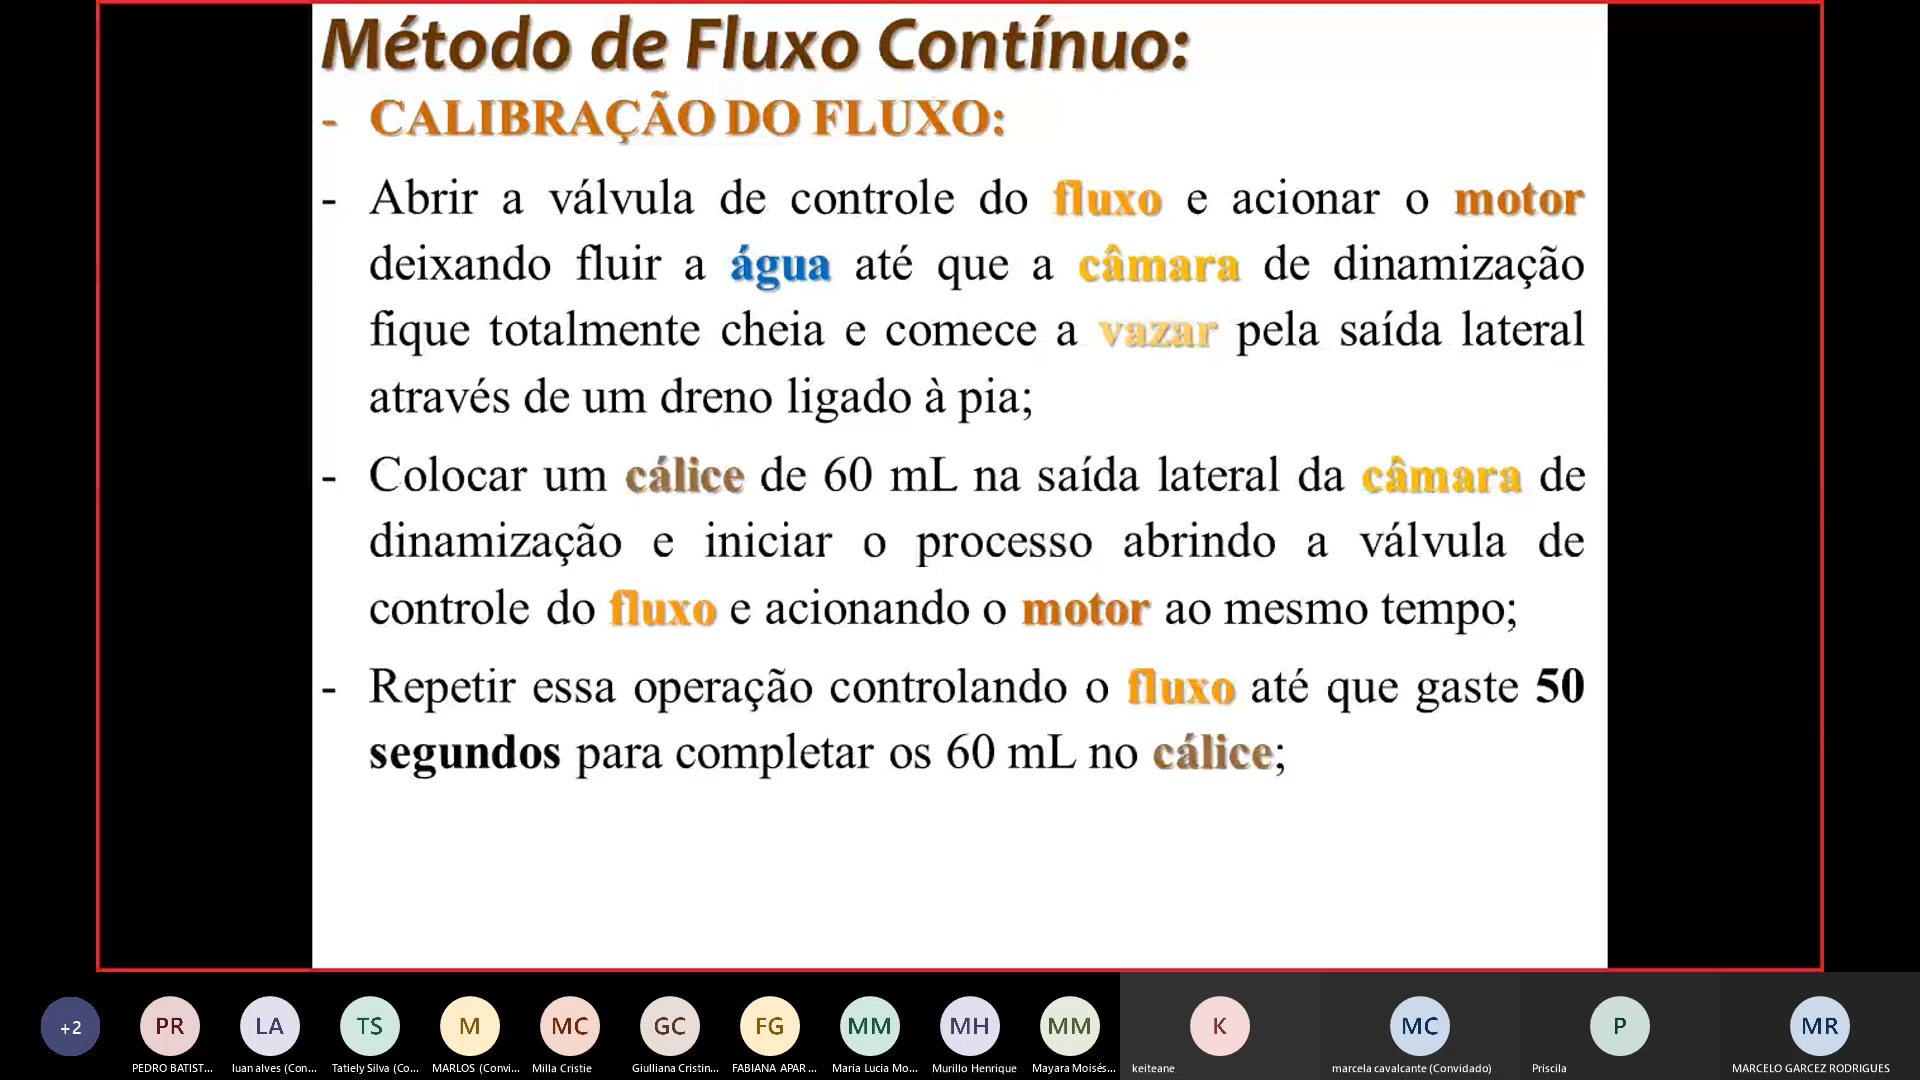 Método de Fluxo Contínuo:
- CALIBRAÇÃO DO FLUXO:
- Abrir a válvula de controle do fluxo e acionar o motor
deixando fluir a água até que a câmara de dinamização
fique totalmente cheia e comece a vazar pela saída lateral
através de um dreno ligado à pia;
- Colocar um cálice de 60 mL na saída lateral da câmara de
dinamização e iniciar o processo abrindo a válvula de
controle do fluxo e acionando o motor ao mesmo tempo;
- Repetir essa operação controlando o fluxo até que gaste 50
segundos para completar os 60 mL no cálice;
+2 PR LA TS M MC GC FG MM MH MM K MC P MR
PEDRO BATIST... luan alves (Con... Tatiely Silva (Co... MARLOS (Convi... Milla Cristie Giulliana Cristin... FABIANA APAR ... Maria Lucia Mo... Murillo Henrique Mayara Moisés... keiteane marcela cavalcante (Convidado) Priscila MARCELO GARCEZ RODRIGUES